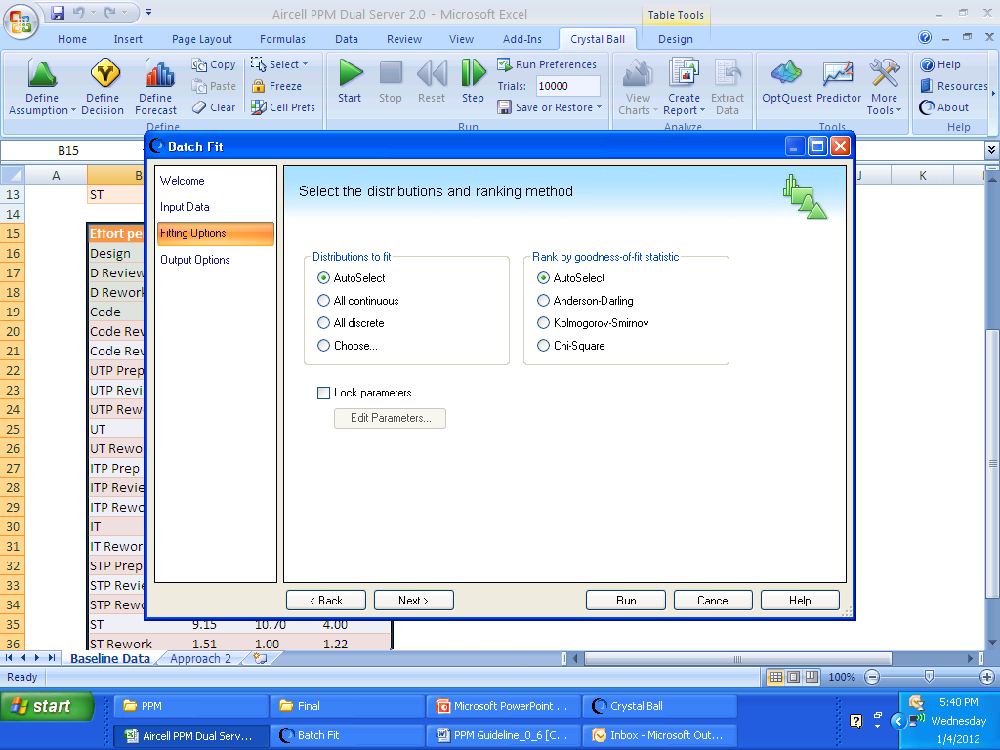 Aircell PPM Dual Server 2.0 - Microsoft Excel
Table Tools
Home Insert Page Layout Formulas Data Review View Add-Ins Crystal Ball Design
Define Assumption
Define Decision
Define Forecast
Copy
Paste
Clear
Select
Freeze
Cell Prefs
Define
Start
Stop
Reset
Step
Run Preferences
Trials: 10000
Save or Restore
Run
View Charts
Create Report
Extract Data
Analyze
OptQuest
Predictor
More Tools
Tools
Help
Resources
About
Help
B15
A B J K
13 ST
14
15 Effort pe
16 Design
17 D Review
18 D Rework
19 Code
20 Code Rev
21 Code Rew
22 UTP Prep
23 UTP Revi
24 UTP Rew
25 UT
26 UT Rewo
27 ITP Prep
28 ITP Revie
29 ITP Rewo
30 IT
31 IT Rewor
32 STP Prep
33 STP Revie
34 STP Rewo
35 ST 9.15 10.70 4.00
36 ST Rework 1.51 1.00 1.22
Batch Fit
Welcome
Input Data
Fitting Options
Output Options
Select the distributions and ranking method
Distributions to fit
AutoSelect
All continuous
All discrete
Choose...
Rank by goodness-of-fit statistic
AutoSelect
Anderson-Darling
Kolmogorov-Smirnov
Chi-Square
Lock parameters
Edit Parameters...
< Back
Next >
Run
Cancel
Help
Baseline Data Approach 2
Ready
100%
start
PPM
Final
Microsoft PowerPoint ...
Crystal Ball
Aircell PPM Dual Serv...
Batch Fit
PPM Guideline_0_6 [C...
Inbox - Microsoft Out...
5:40 PM
Wednesday
1/4/2012